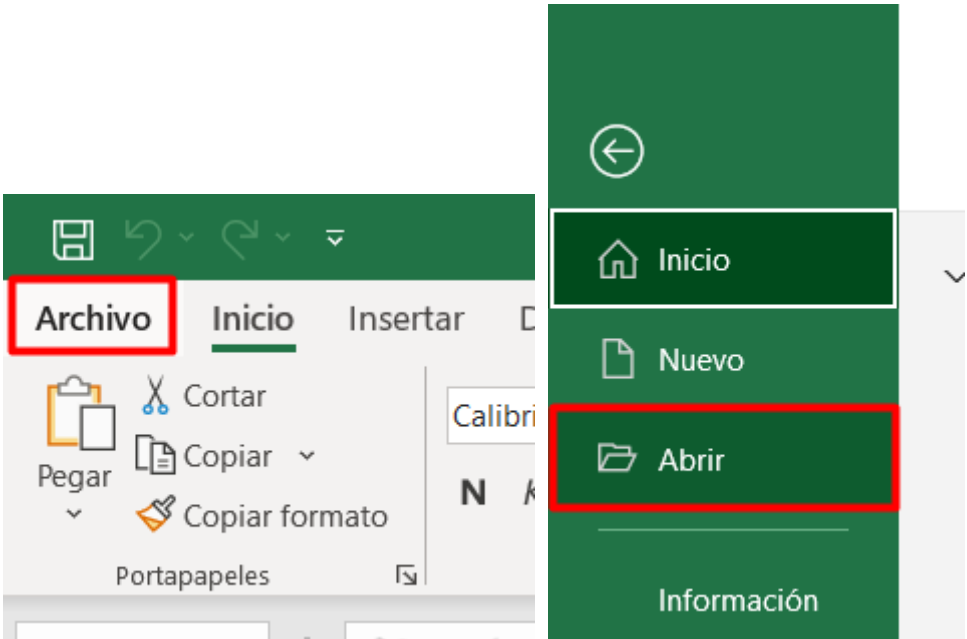 Archivo Inicio Insertar D
Cortar
Copiar
Copiar formato
Pegar
Portapapeles
Calibri
N K
Inicio
Nuevo
Abrir
Información